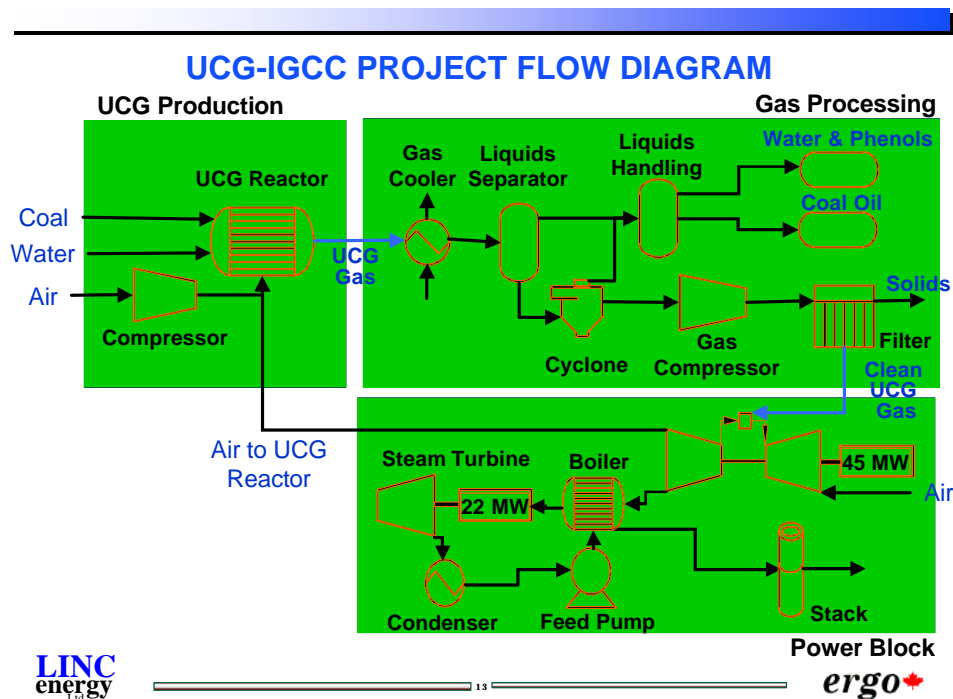 UCG-IGCC PROJECT FLOW DIAGRAM
UCG Production
Gas Processing
Water & Phenols
Liquids
Handling
Gas
Cooler
Liquids
Separator
UCG Reactor
Coal Oil
Coal
Water
UCG
Gas
Air
Solids
Compressor
Cyclone
Gas
Compressor
Filter
Clean
UCG
Gas
Air to UCG
Reactor
Steam Turbine
Boiler
45 MW
22 MW
Air
Condenser
Feed Pump
Stack
Power Block
LINC
energy
Ltd
13
ergo